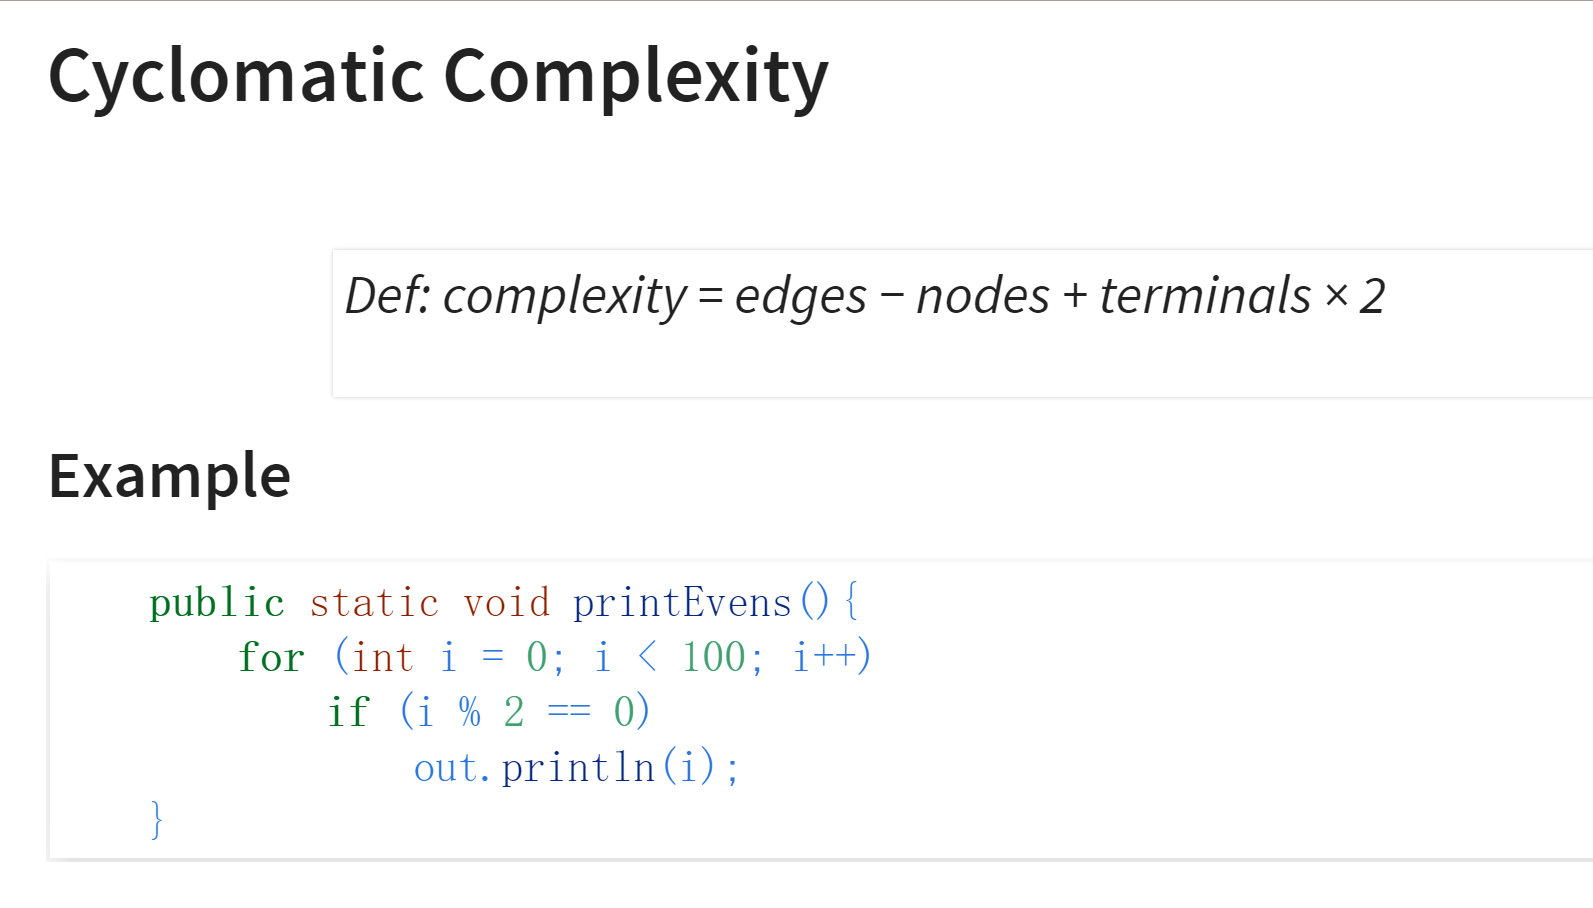 Cyclomatic Complexity
Def: complexity = edges − nodes + terminals × 2
Example
public static void printEvens(){
    for (int i = 0; i < 100; i++)
        if (i % 2 == 0)
            out.println(i);
}